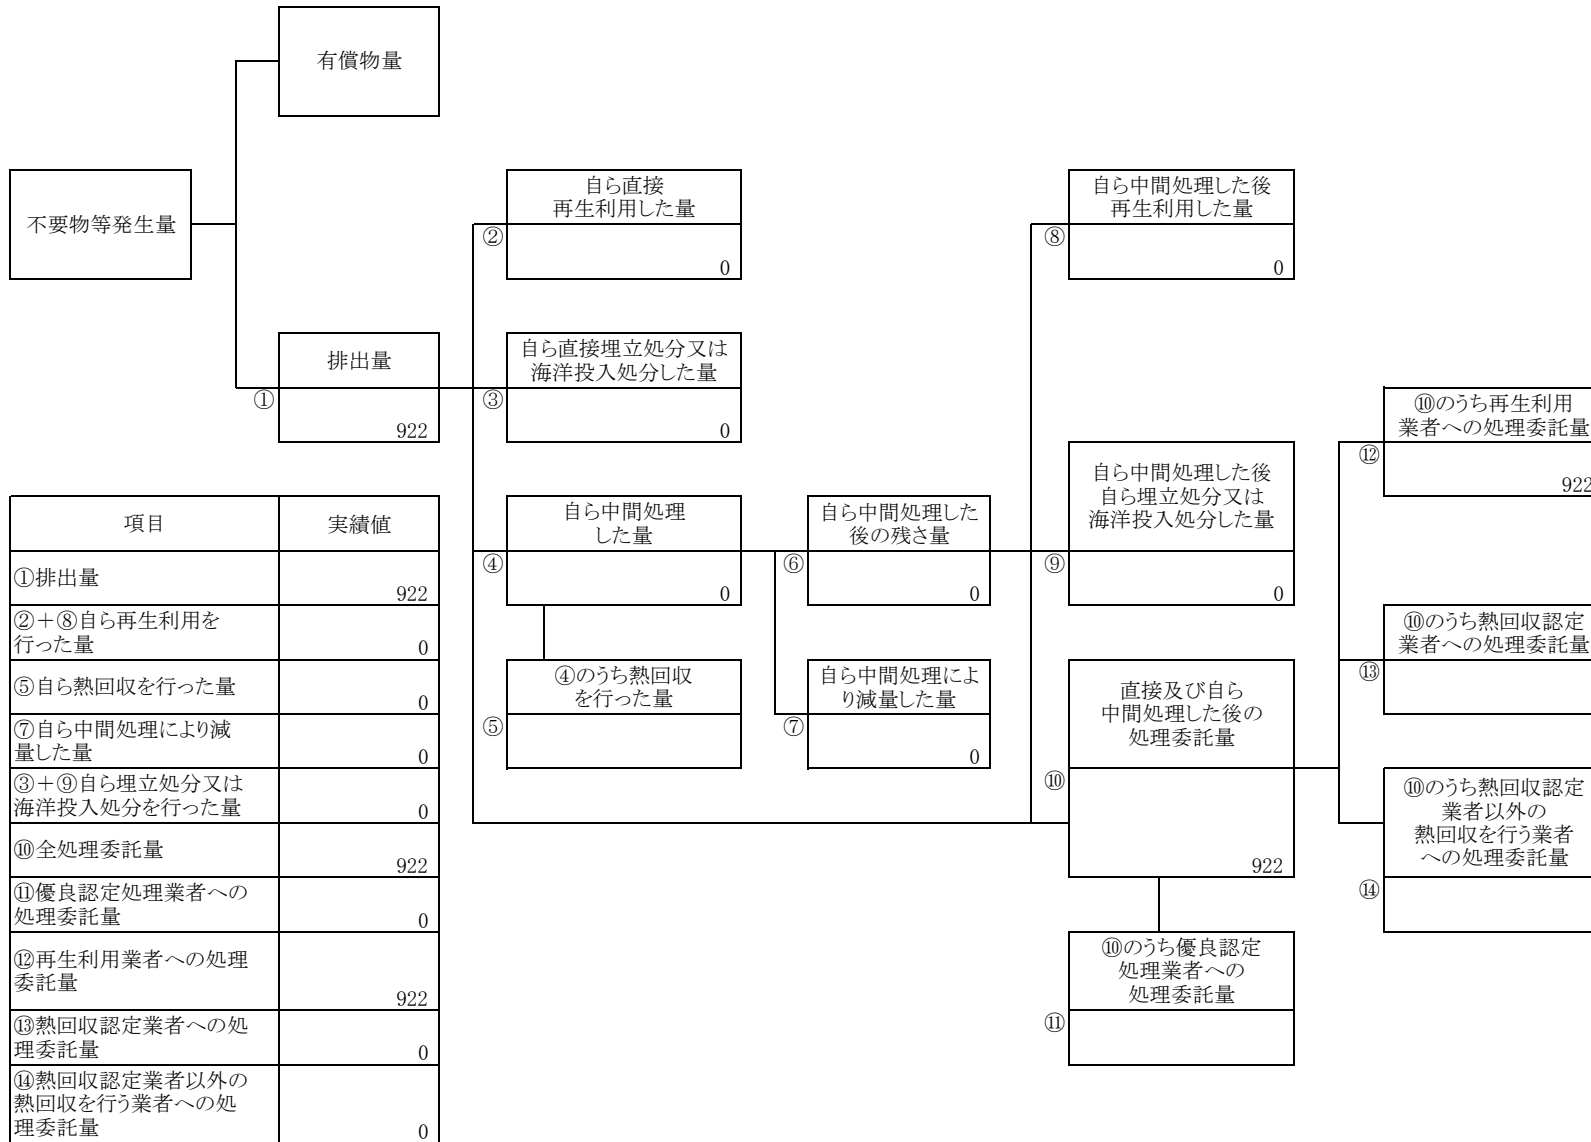 有償物量
不要物等発生量
自ら直接
再生利用した量
②
0
自ら中間処理した後
再生利用した量
⑧
0
排出量
①
922
自ら直接埋立処分又は
海洋投入処分した量
③
0
⑩のうち再生利用
業者への処理委託量
⑫
922
自ら中間処理
した量
④
0
自ら中間処理した
後の残さ量
⑥
0
自ら中間処理した後
自ら埋立処分又は
海洋投入処分した量
⑨
0
④のうち熱回収
を行った量
⑤
自ら中間処理によ
り減量した量
⑦
0
直接及び自ら
中間処理した後の
処理委託量
⑩
922
⑩のうち熱回収認定
業者への処理委託量
⑬
⑩のうち熱回収認定
業者以外の
熱回収を行う業者
への処理委託量
⑭
⑩のうち優良認定
処理業者への
処理委託量
⑪
項目 実績値
①排出量 922
②＋⑧自ら再生利用を
行った量 0
⑤自ら熱回収を行った量 0
⑦自ら中間処理により減
量した量 0
③＋⑨自ら埋立処分又は
海洋投入処分を行った量 0
⑩全処理委託量 922
⑪優良認定処理業者への
処理委託量 0
⑫再生利用業者への処理
委託量 922
⑬熱回収認定業者への処
理委託量 0
⑭熱回収認定業者以外の
熱回収を行う業者への処
理委託量 0